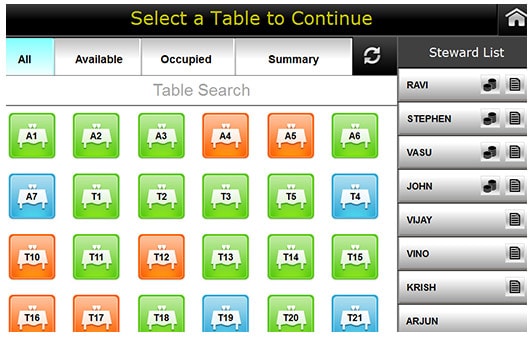 Select a Table to Continue
All Available Occupied Summary
Steward List
Table Search
RAVI
STEPHEN
VASU
JOHN
VIJAY
VINO
KRISH
ARJUN
A1 A2 A3 A4 A5 A6
A7 T1 T2 T3 T5 T4
T10 T11 T12 T13 T14 T15
T16 T17 T18 T19 T20 T21